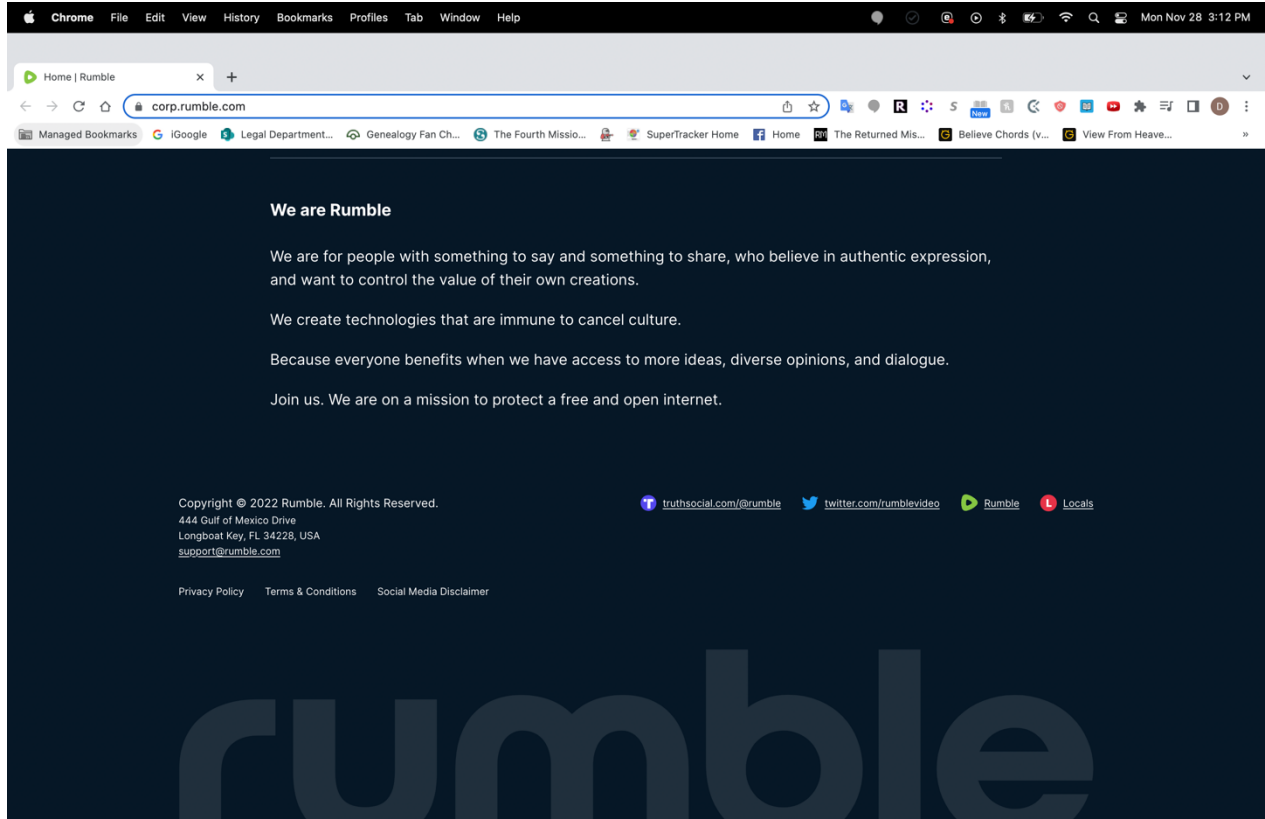 Chrome File Edit View History Bookmarks Profiles Tab Window Help Mon Nov 28 3:12 PM
Home | Rumble
corp.rumble.com
New
Managed Bookmarks iGoogle Legal Department... Genealogy Fan Ch... The Fourth Missio... SuperTracker Home Home RM The Returned Mis... G Believe Chords (v... G View From Heave... »
We are Rumble
We are for people with something to say and something to share, who believe in authentic expression,
and want to control the value of their own creations.
We create technologies that are immune to cancel culture.
Because everyone benefits when we have access to more ideas, diverse opinions, and dialogue.
Join us. We are on a mission to protect a free and open internet.
Copyright © 2022 Rumble. All Rights Reserved. truthsocial.com/@rumble twitter.com/rumblevideo Rumble L Locals
444 Gulf of Mexico Drive
Longboat Key, FL 34228, USA
support@rumble.com
Privacy Policy Terms & Conditions Social Media Disclaimer
rumble